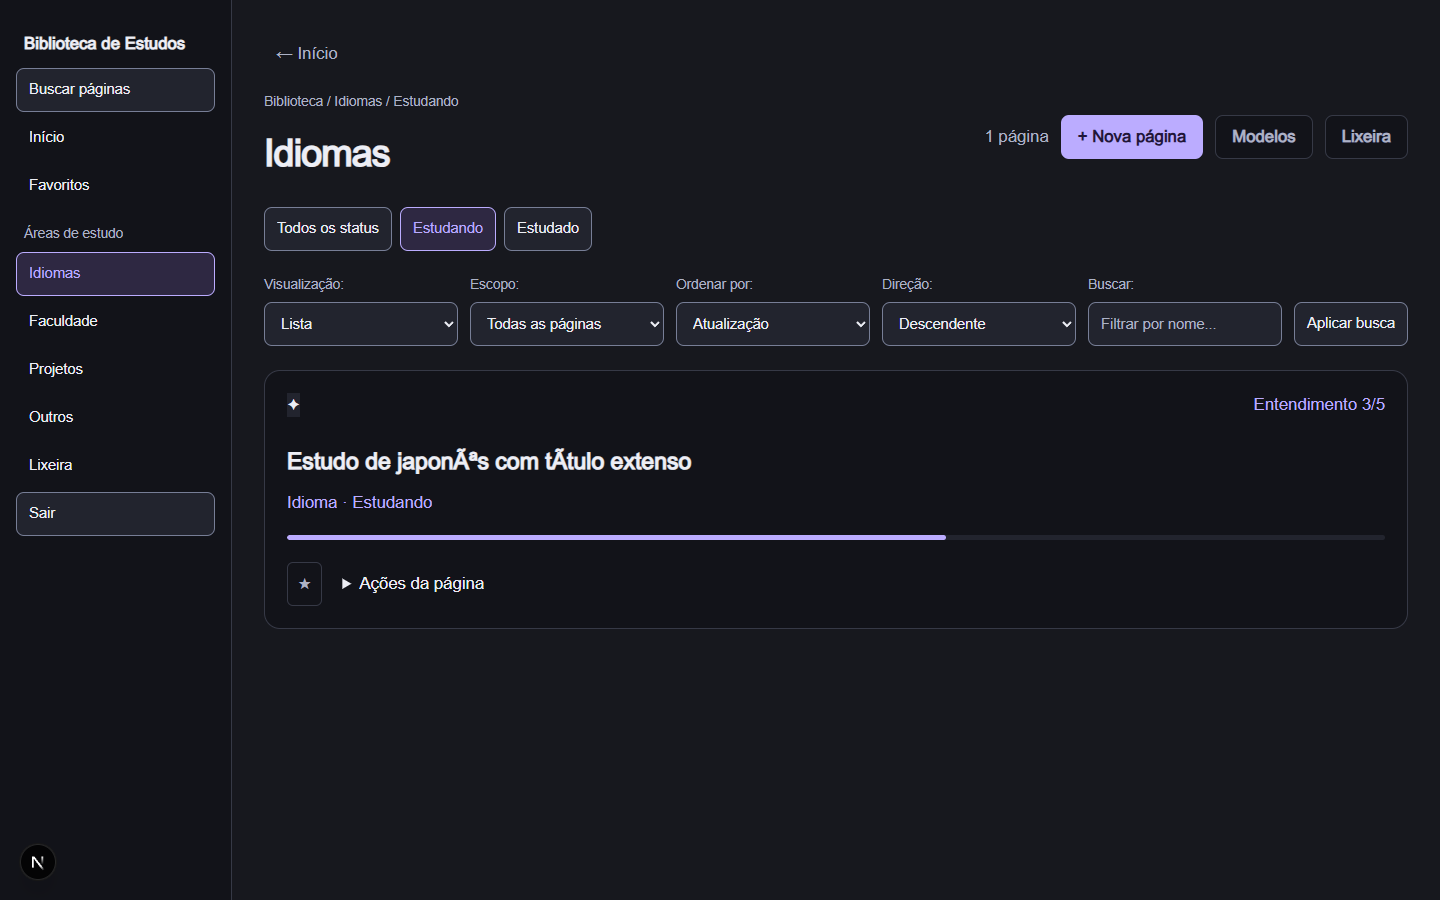 Biblioteca de Estudos
Buscar páginas
Início
Favoritos
Áreas de estudo
Idiomas
Faculdade
Projetos
Outros
Lixeira
Sair
N
← Início
Biblioteca / Idiomas / Estudando
Idiomas
1 página
+ Nova página
Modelos
Lixeira
Todos os status
Estudando
Estudado
Visualização:
Escopo:
Ordenar por:
Direção:
Buscar:
Lista
Todas as páginas
Atualização
Descendente
Filtrar por nome...
Aplicar busca
✦
Entendimento 3/5
Estudo de japonÃªs com tÃtulo extenso
Idioma · Estudando
★
▶ Ações da página